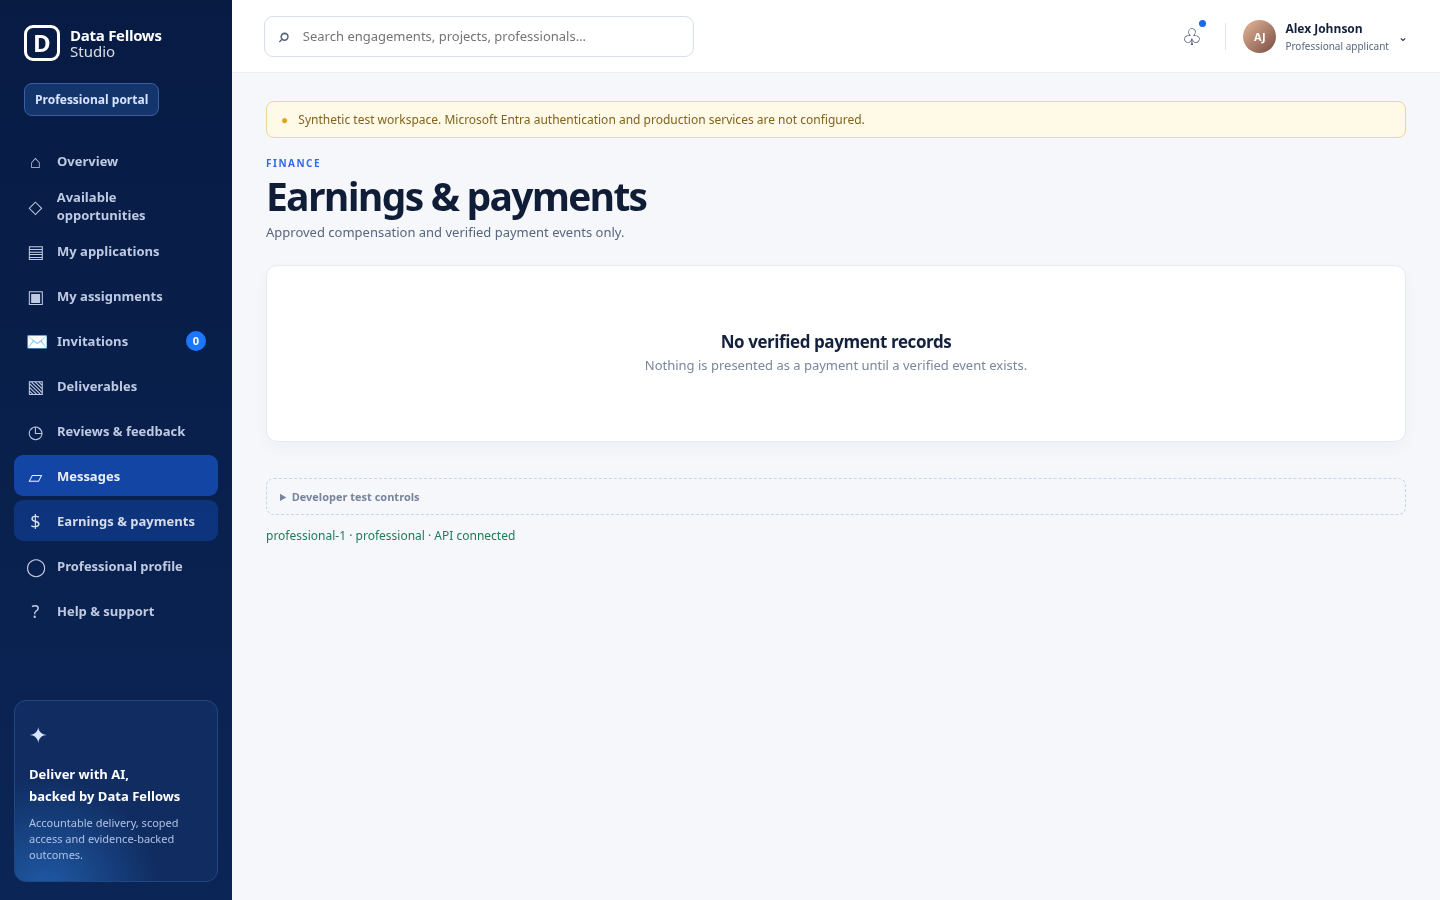 D
Data Fellows
Studio
Professional portal
Overview
Available
opportunities
My applications
My assignments
Invitations
0
Deliverables
Reviews & feedback
Messages
$
Earnings & payments
Professional profile
?
Help & support
Deliver with AI,
backed by Data Fellows
Accountable delivery, scoped
access and evidence-backed
outcomes.
Search engagements, projects, professionals...
AJ
Alex Johnson
Professional applicant
Synthetic test workspace. Microsoft Entra authentication and production services are not configured.
FINANCE
Earnings & payments
Approved compensation and verified payment events only.
No verified payment records
Nothing is presented as a payment until a verified event exists.
Developer test controls
professional-1 · professional · API connected